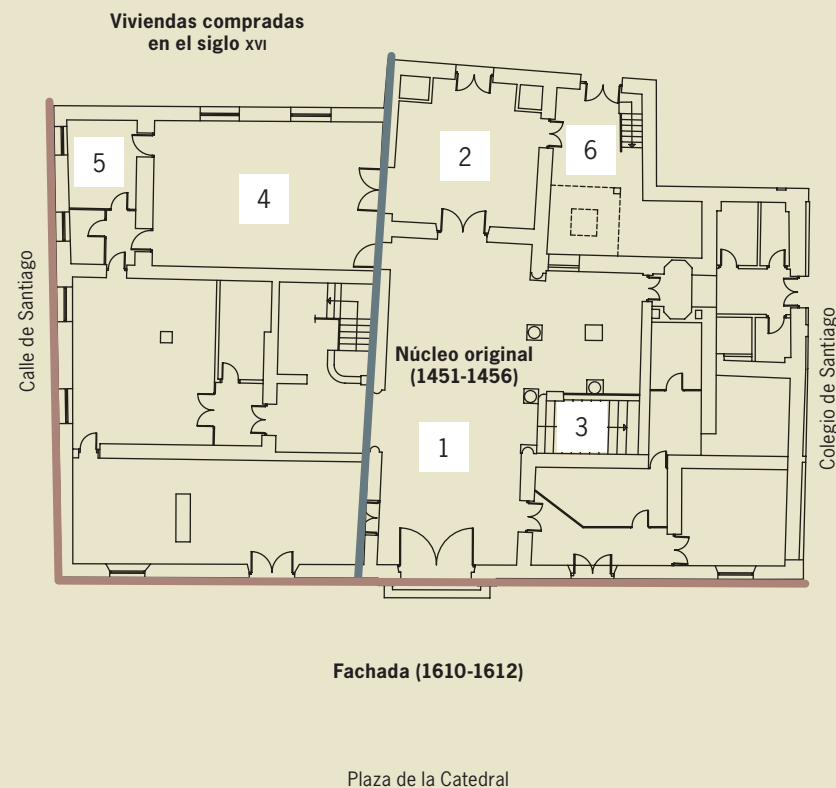 Viviendas compradas
en el siglo XVI
2
5
6
4
Calle de Santiago
Núcleo original
(1451-1456)
Colegio de Santiago
3
1
Fachada (1610-1612)
Plaza de la Catedral